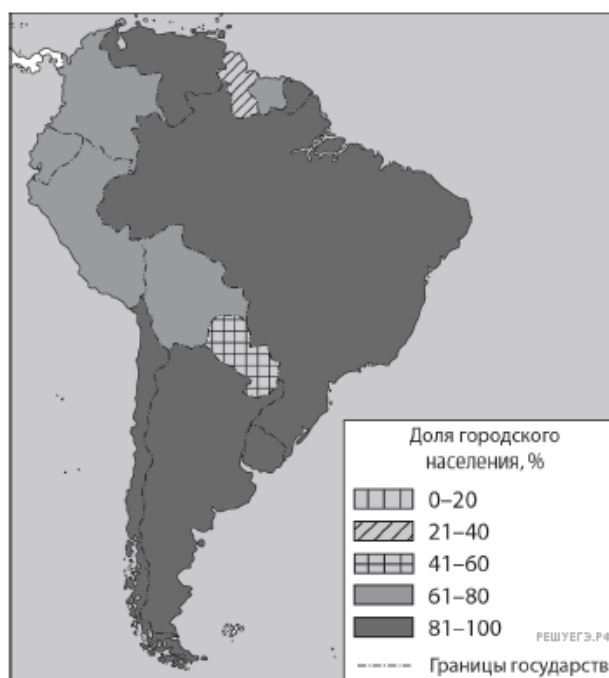 Доля городского
населения, %
0–20
21–40
41–60
61–80
81–100
РЕШУЕГЭ.РФ
Границы государств